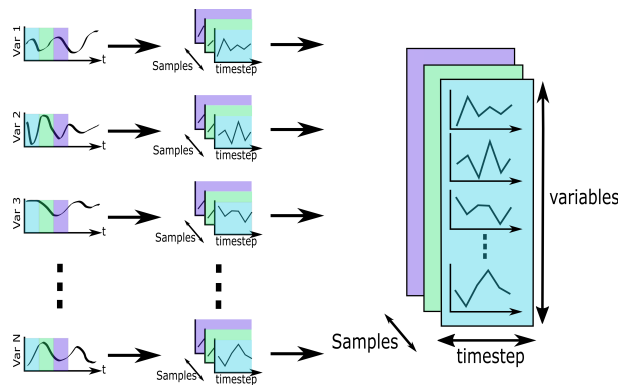 Var 1
t
Samples
timestep
Var 2
t
Samples
timestep
Var 3
t
Samples
timestep
Var N
t
Samples
timestep
variables
Samples
timestep